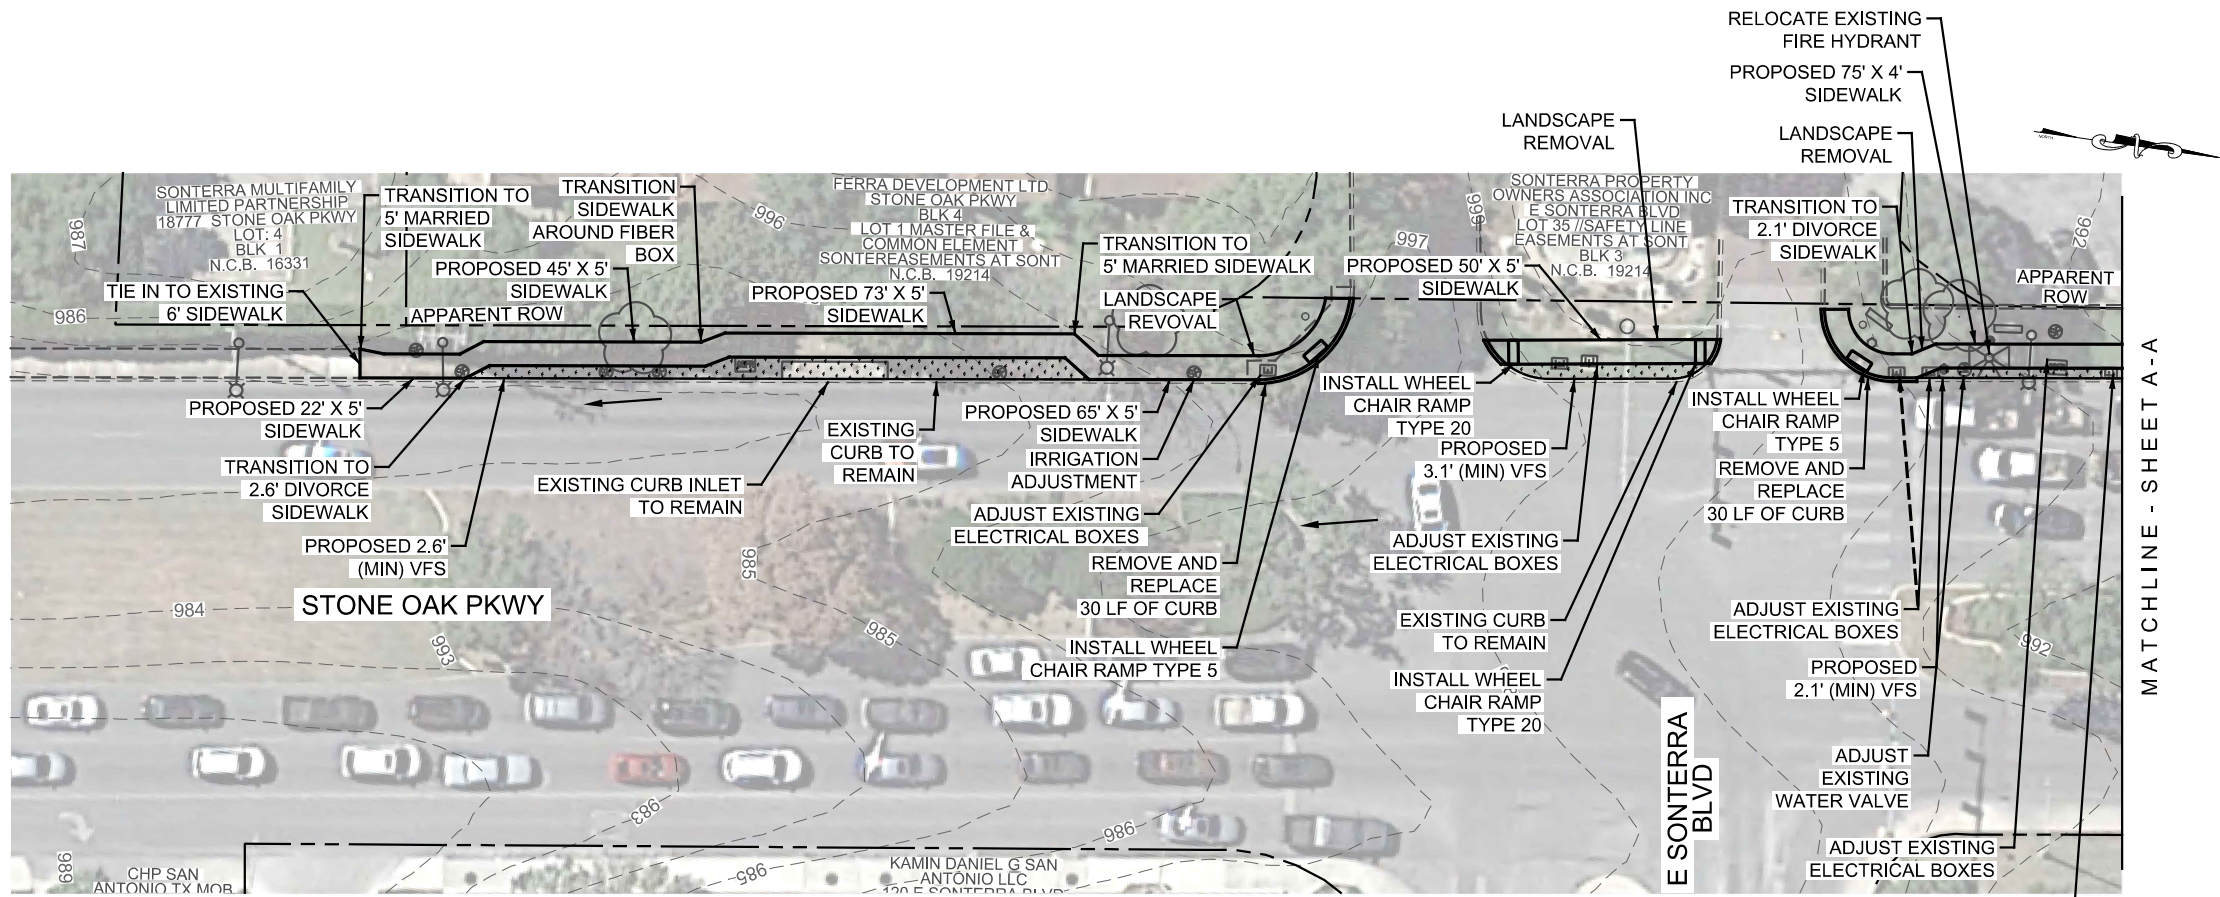 RELOCATE EXISTING
FIRE HYDRANT
PROPOSED 75' X 4'
SIDEWALK
LANDSCAPE
REMOVAL
LANDSCAPE
REMOVAL
NORTH
SONTERRA MULTIFAMILY
LIMITED PARTNERSHIP
18777 STONE OAK PKWY
LOT: 4
BLK 1
N.C.B. 16331
TRANSITION TO
5' MARRIED
SIDEWALK
TRANSITION
SIDEWALK
AROUND FIBER
BOX
FERRA DEVELOPMENT LTD
STONE OAK PKWY
BLK 4
LOT 1 MASTER FILE &
COMMON ELEMENT
SONTEREASEMENTS AT SONT
N.C.B. 19214
SONTERRA PROPERTY
OWNERS ASSOCIATION INC
E SONTERRA BLVD
LOT 35 //SAFETYLINE
EASEMENTS AT SONT
BLK 3
N.C.B. 19214
TRANSITION TO
2.1' DIVORCE
SIDEWALK
987
996
999
997
992
TIE IN TO EXISTING
6' SIDEWALK
PROPOSED 45' X 5'
SIDEWALK
PROPOSED 73' X 5'
SIDEWALK
TRANSITION TO
5' MARRIED SIDEWALK
LANDSCAPE
REVOVAL
PROPOSED 50' X 5'
SIDEWALK
APPARENT
ROW
986
APPARENT ROW
PROPOSED 22' X 5'
SIDEWALK
TRANSITION TO
2.6' DIVORCE
SIDEWALK
PROPOSED 2.6'
(MIN) VFS
EXISTING CURB INLET
TO REMAIN
EXISTING
CURB TO
REMAIN
PROPOSED 65' X 5'
SIDEWALK
IRRIGATION
ADJUSTMENT
ADJUST EXISTING
ELECTRICAL BOXES
REMOVE AND
REPLACE
30 LF OF CURB
INSTALL WHEEL
CHAIR RAMP TYPE 5
INSTALL WHEEL
CHAIR RAMP
TYPE 20
PROPOSED
3.1' (MIN) VFS
ADJUST EXISTING
ELECTRICAL BOXES
EXISTING CURB
TO REMAIN
INSTALL WHEEL
CHAIR RAMP
TYPE 20
INSTALL WHEEL
CHAIR RAMP
TYPE 5
REMOVE AND
REPLACE
30 LF OF CURB
ADJUST EXISTING
ELECTRICAL BOXES
PROPOSED
2.1' (MIN) VFS
ADJUST
EXISTING
WATER VALVE
ADJUST EXISTING
ELECTRICAL BOXES
MATCHLINE - SHEET A-A
STONE OAK PKWY
E SONTERRA
BLVD
984
993
985
985
992
983
986
985
989
CHP SAN
ANTONIO TX MOB
KAMIN DANIEL G SAN
ANTONIO LLC
120 E SONTERRA BLVD